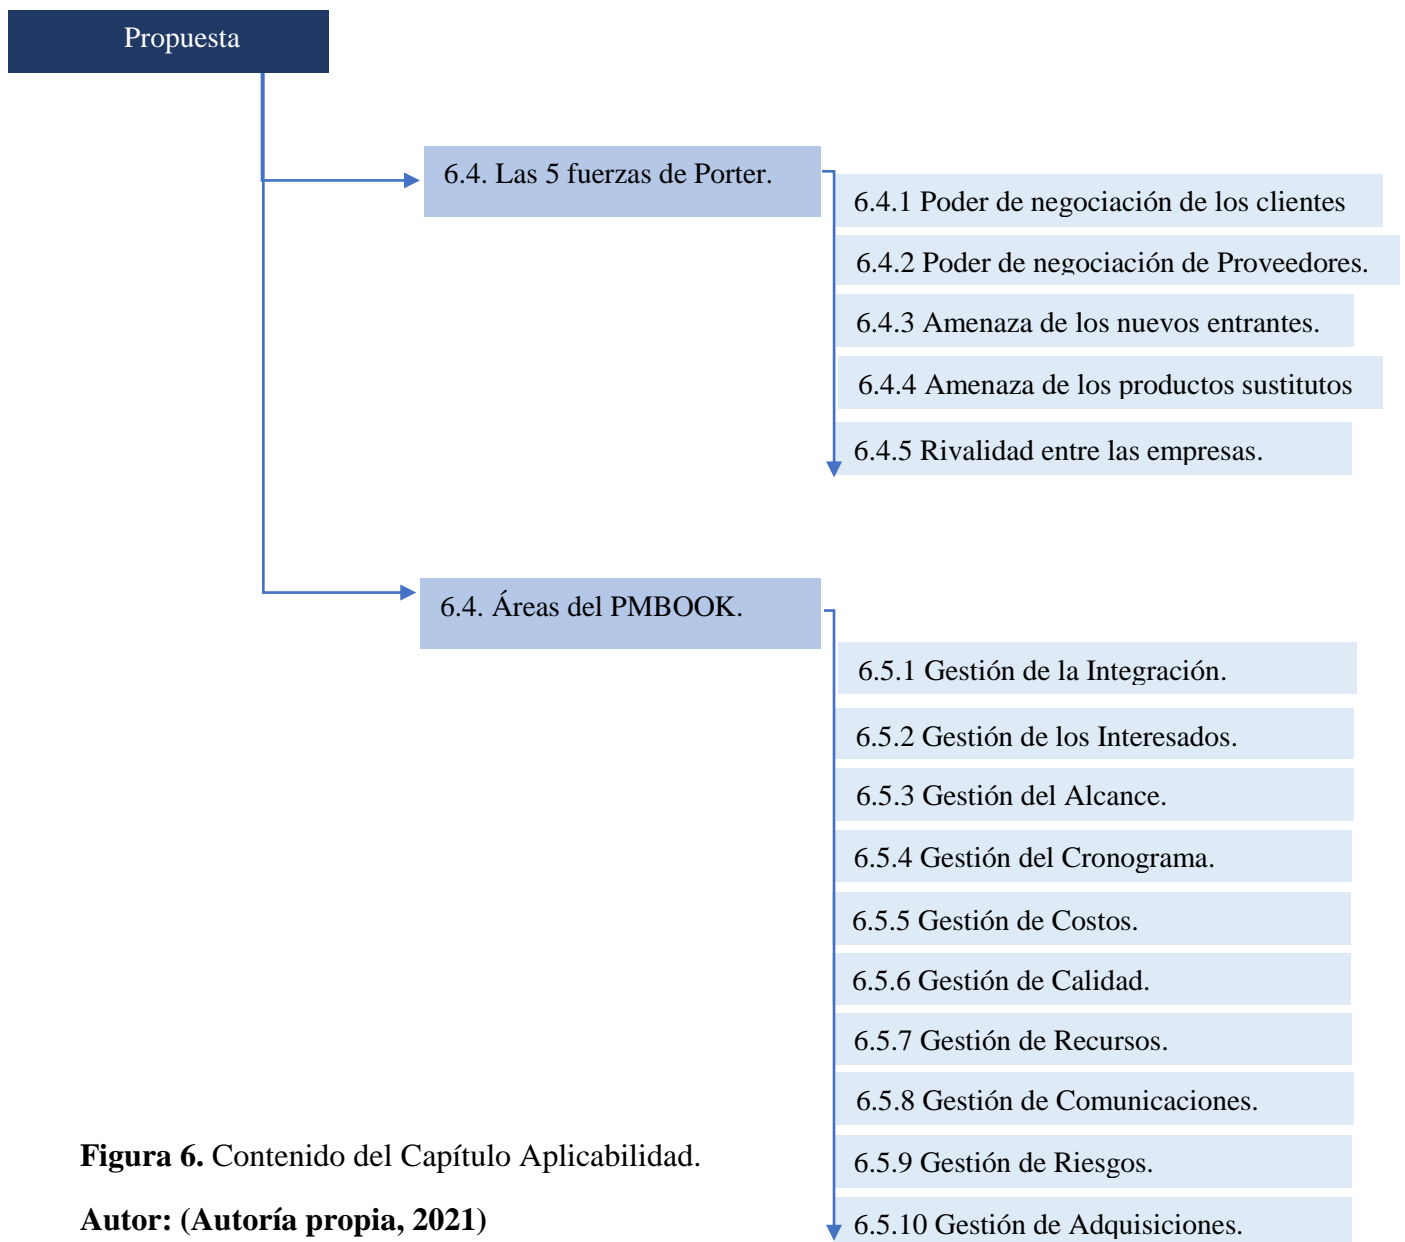 Propuesta
6.4. Las 5 fuerzas de Porter.
6.4.1 Poder de negociación de los clientes
6.4.2 Poder de negociación de Proveedores.
6.4.3 Amenaza de los nuevos entrantes.
6.4.4 Amenaza de los productos sustitutos
6.4.5 Rivalidad entre las empresas.
6.4. Áreas del PMBOOK.
6.5.1 Gestión de la Integración.
6.5.2 Gestión de los Interesados.
6.5.3 Gestión del Alcance.
6.5.4 Gestión del Cronograma.
6.5.5 Gestión de Costos.
6.5.6 Gestión de Calidad.
6.5.7 Gestión de Recursos.
6.5.8 Gestión de Comunicaciones.
6.5.9 Gestión de Riesgos.
6.5.10 Gestión de Adquisiciones.
Figura 6. Contenido del Capítulo Aplicabilidad.
Autor: (Autoría propia, 2021)